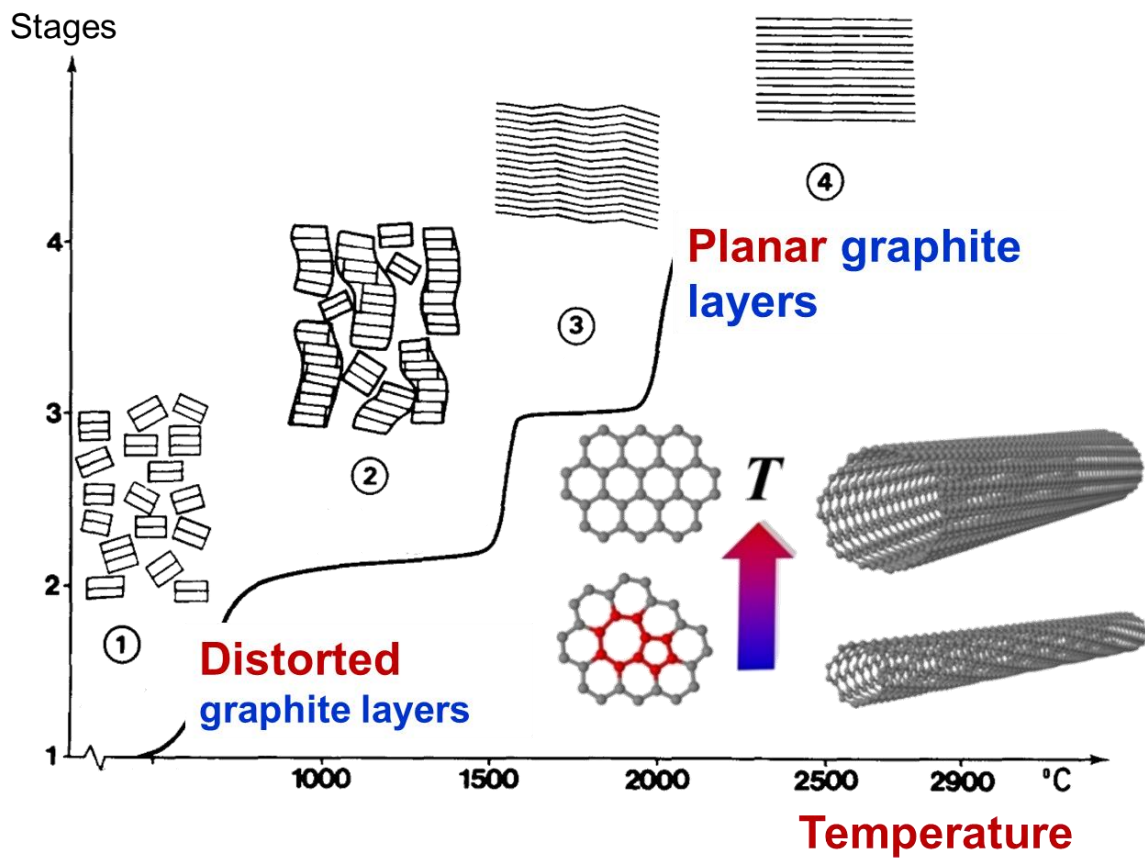 Stages
4
3
2
1
①
②
③
④
Planar graphite
layers
T
Distorted
graphite layers
1000
1500
2000
2500
2900
°C
Temperature